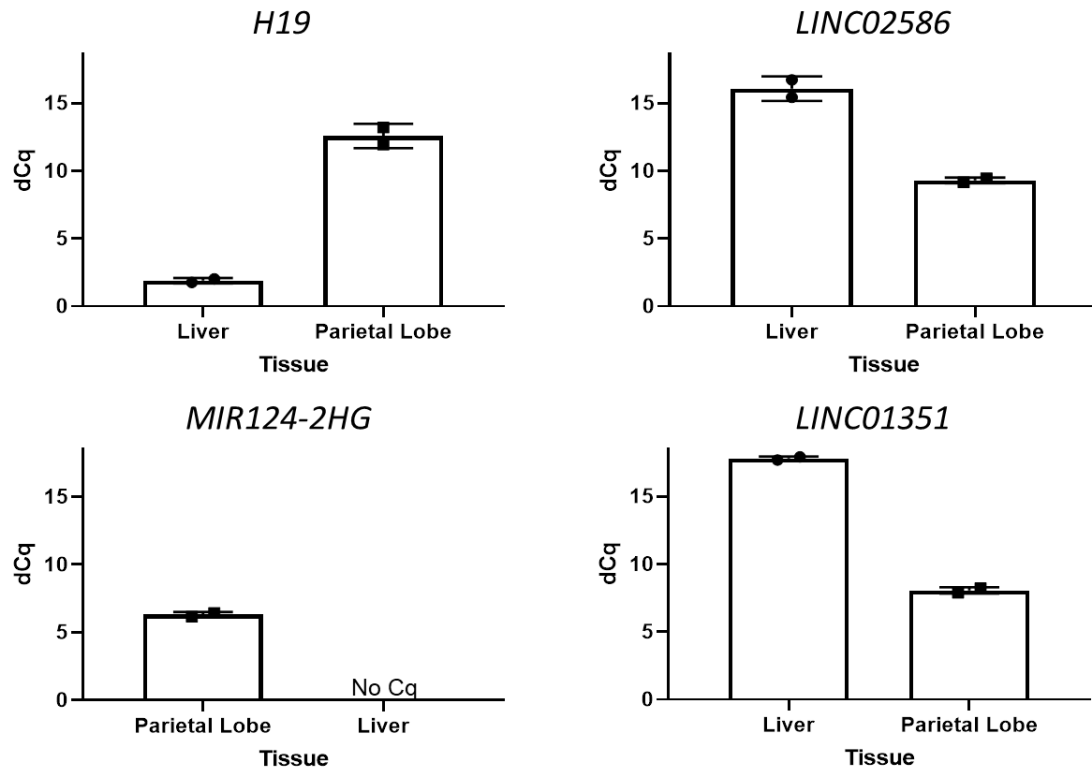 H19
15
10
5
0
dCq
Liver
Parietal Lobe
Tissue
LINC02586
15
10
5
0
dCq
Liver
Parietal Lobe
Tissue
MIR124-2HG
15
10
5
0
dCq
No Cq
Parietal Lobe
Liver
Tissue
LINC01351
15
10
5
0
dCq
Liver
Parietal Lobe
Tissue